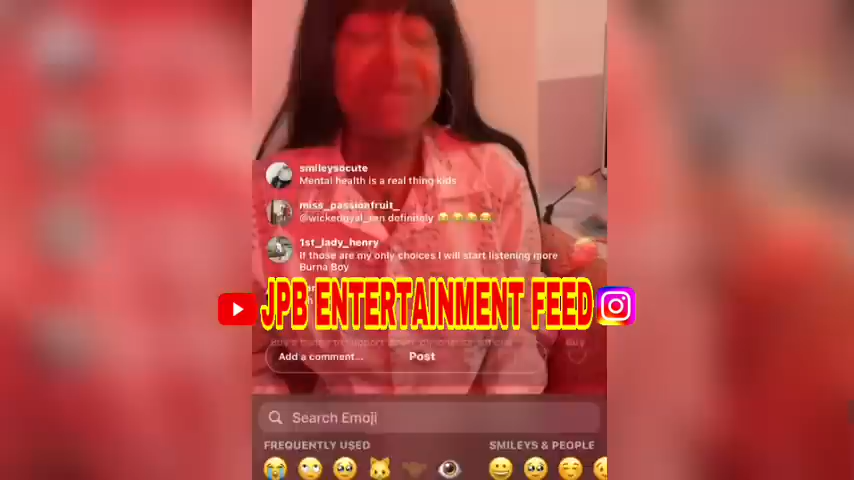 smileysocute
Mental health is a real thing kids
miss_passionfruit_
@wickedoyal_ran definitely 😂😂😂😂
1st_lady_henry
If those are my only choices I will start listening more
Burna Boy
JPB ENTERTAINMENT FEED
Add a comment... Post
Search Emoji
FREQUENTLY USED SMILEYS & PEOPLE